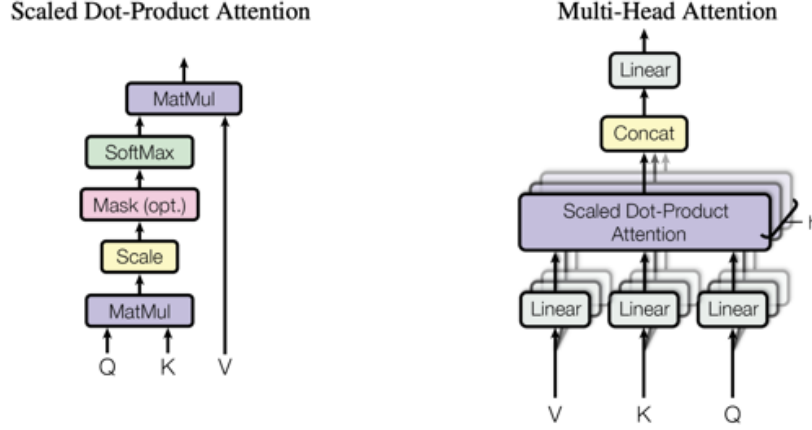 Scaled Dot-Product Attention
MatMul
SoftMax
Mask (opt.)
Scale
MatMul
Q K V
Multi-Head Attention
Linear
Concat
Scaled Dot-Product
Attention
Linear Linear Linear
V K Q